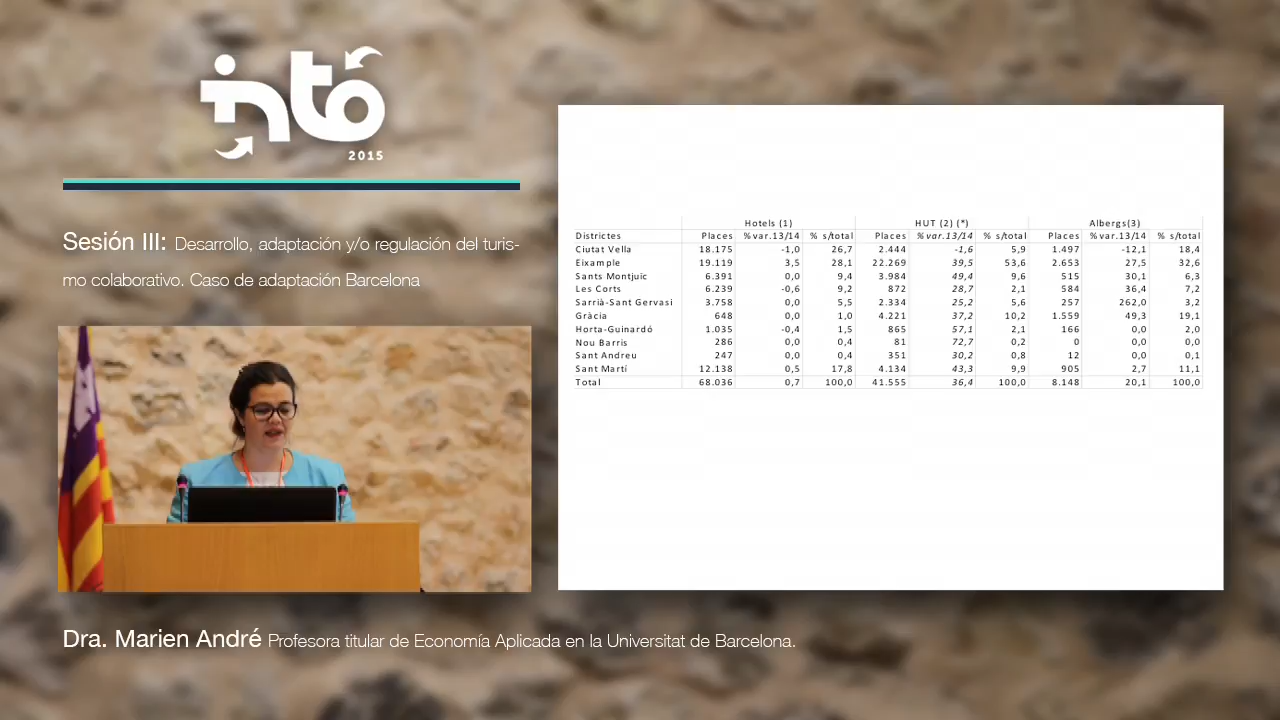 into
2015
Sesión III: Desarrollo, adaptación y/o regulación del turis-
mo colaborativo. Caso de adaptación Barcelona
Hotels (1) HUT (2) (*) Albergs(3)
Districtes Places %var.13/14 % s/total Places %var.13/14 % s/total Places %var.13/14 % s/total
Ciutat Vella 18.175 -1,0 26,7 2.444 -1,6 5,9 1.497 -12,1 18,4
Eixample 19.119 3,5 28,1 22.269 39,5 53,6 2.653 27,5 32,6
Sants Montjuïc 6.391 0,0 9,4 3.984 49,4 9,6 515 30,1 6,3
Les Corts 6.239 -0,6 9,2 872 28,7 2,1 584 36,4 7,2
Sarrià-Sant Gervasi 3.758 0,0 5,5 2.334 25,2 5,6 257 262,0 3,2
Gràcia 648 0,0 1,0 4.221 37,2 10,2 1.559 49,3 19,1
Horta-Guinardó 1.035 -0,4 1,5 865 57,1 2,1 166 0,0 2,0
Nou Barris 286 0,0 0,4 81 72,7 0,2 0 0,0 0,0
Sant Andreu 247 0,0 0,4 351 30,2 0,8 12 0,0 0,1
Sant Martí 12.138 0,5 17,8 4.134 43,3 9,9 905 2,7 11,1
Total 68.036 0,7 100,0 41.555 36,4 100,0 8.148 20,1 100,0
Dra. Marien André Profesora titular de Economía Aplicada en la Universitat de Barcelona.